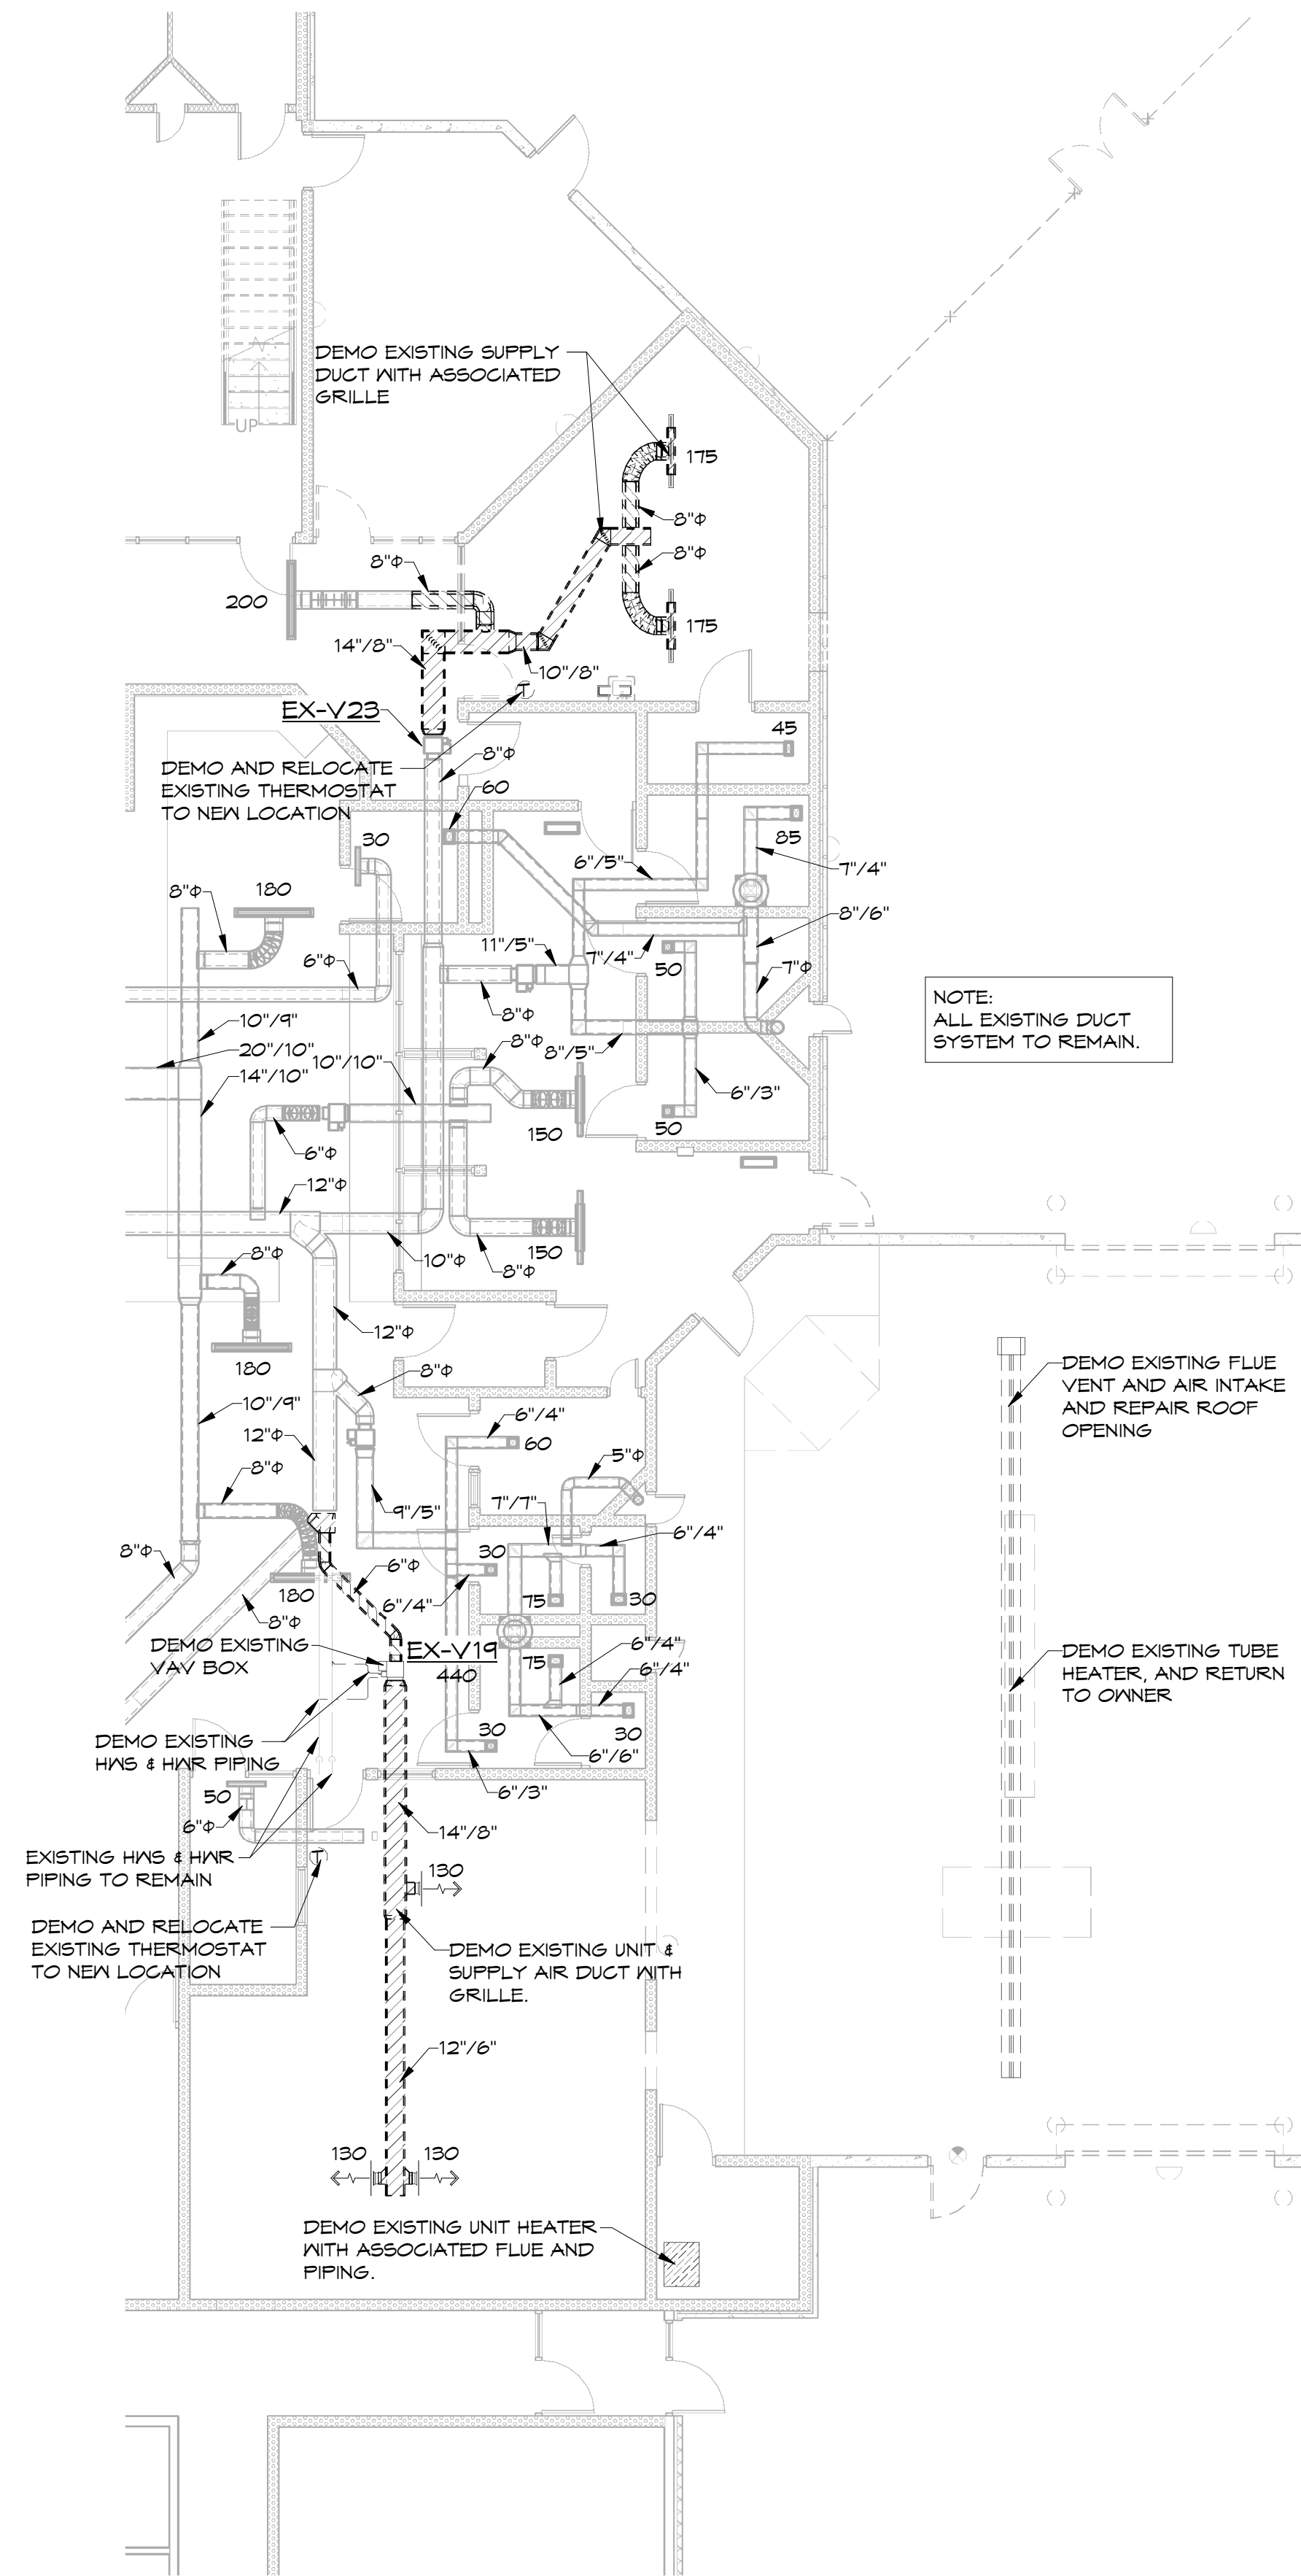 UP
DEMO EXISTING SUPPLY
DUCT WITH ASSOCIATED
GRILLE
175
8"Φ
8"Φ
8"Φ
200
175
14"/8"
10"/8"
T
EX-V23
45
8"Φ
DEMO AND RELOCATE
EXISTING THERMOSTAT
TO NEW LOCATION
60
30
85
6"/5"
7"/4"
180
8"Φ
8"/6"
11"/5"
7"/4"
6"Φ
50
7"Φ
NOTE:
ALL EXISTING DUCT
SYSTEM TO REMAIN.
8"Φ
10"/9"
8"Φ
8"/5"
20"/10"
10"/10"
14"/10"
6"/3"
150
50
6"Φ
12"Φ
8"Φ
150
10"Φ
8"Φ
12"Φ
180
8"Φ
DEMO EXISTING FLUE
VENT AND AIR INTAKE
AND REPAIR ROOF
OPENING
10"/9"
6"/4"
12"Φ
60
5"Φ
8"Φ
9"/5"
7"/7"
6"/4"
8"Φ
30
6"Φ
180
6"/4"
75
30
8"Φ
DEMO EXISTING
VAV BOX
EX-V19
440
6"/4"
75
6"/4"
DEMO EXISTING TUBE
HEATER, AND RETURN
TO OWNER
DEMO EXISTING
HWS & HWR PIPING
30
30
6"/6"
6"/3"
50
6"Φ
14"/8"
EXISTING HWS & HWR
PIPING TO REMAIN
T
130
DEMO AND RELOCATE
EXISTING THERMOSTAT
TO NEW LOCATION
DEMO EXISTING UNIT &
SUPPLY AIR DUCT WITH
GRILLE.
12"/6"
130
130
DEMO EXISTING UNIT HEATER
WITH ASSOCIATED FLUE AND
PIPING.